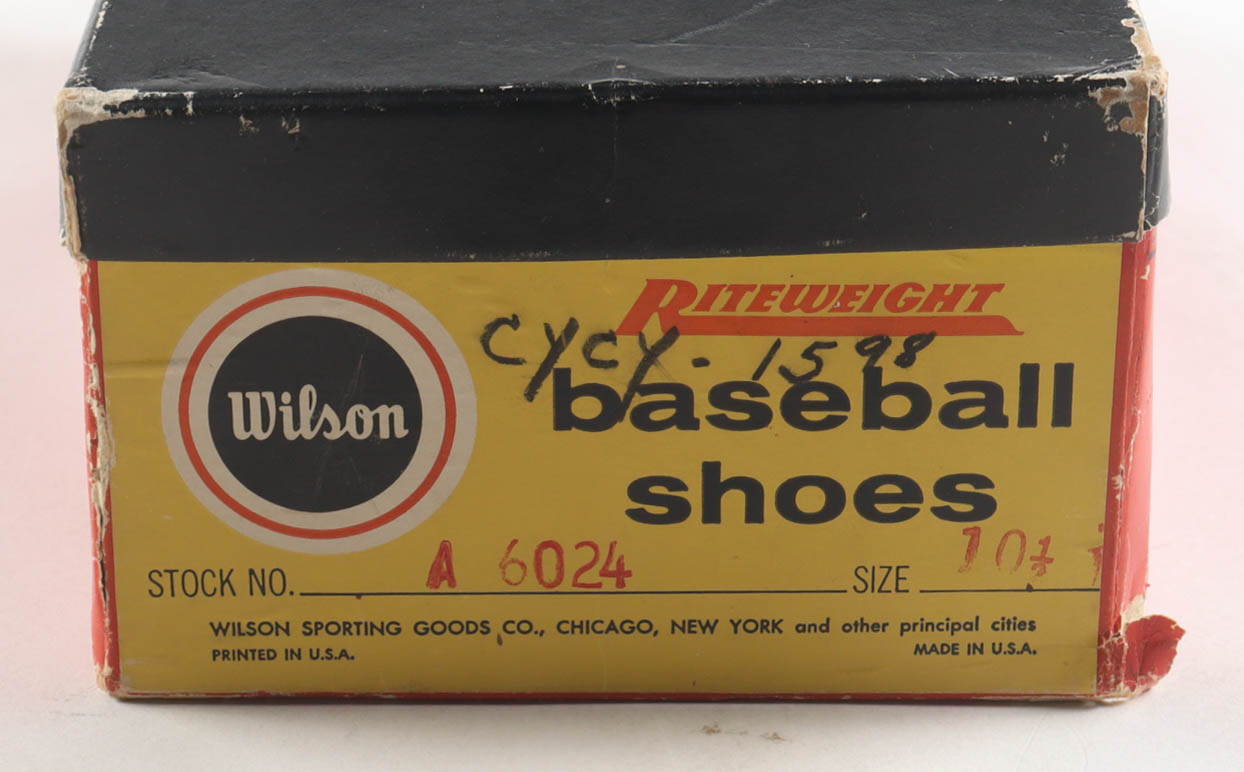 RITEWEIGHT
CYCY - 1598
Wilson
baseball
shoes
STOCK NO. A 6024 SIZE 10½
WILSON SPORTING GOODS CO., CHICAGO, NEW YORK and other principal cities
PRINTED IN U.S.A. MADE IN U.S.A.